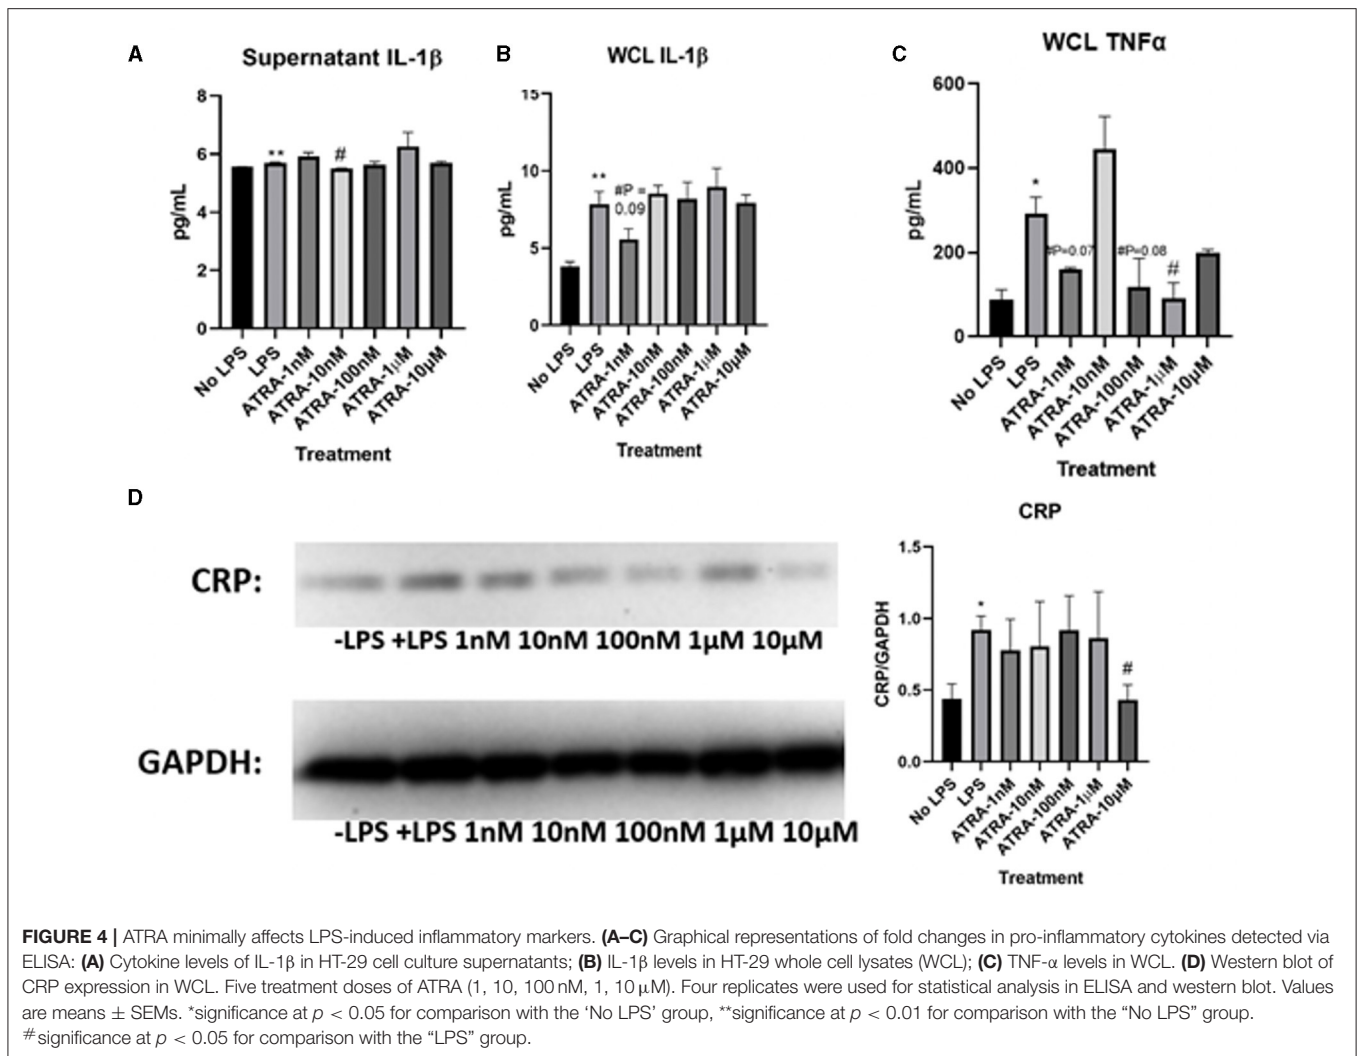 A
Supernatant IL-1β
8
6
4
2
0
pg/mL
**
#
No LPS
LPS
ATRA-1nM
ATRA-10nM
ATRA-100nM
ATRA-1μM
ATRA-10μM
Treatment
B
WCL IL-1β
15
10
5
0
pg/mL
**
#P =
0.09
No LPS
LPS
ATRA-1nM
ATRA-10nM
ATRA-100nM
ATRA-1μM
ATRA-10μM
Treatment
C
WCL TNFα
600
400
200
0
pg/mL
*
#P=0.07
#P=0.08
#
No LPS
LPS
ATRA-1nM
ATRA-10nM
ATRA-100nM
ATRA-1μM
ATRA-10μM
Treatment
D
CRP:
-LPS +LPS 1nM 10nM 100nM 1μM 10μM
GAPDH:
-LPS +LPS 1nM 10nM 100nM 1μM 10μM
CRP
1.5
1.0
0.5
0.0
CRP/GAPDH
*
#
No LPS
LPS
ATRA-1nM
ATRA-10nM
ATRA-100nM
ATRA-1μM
ATRA-10μM
Treatment
FIGURE 4 | ATRA minimally affects LPS-induced inflammatory markers. (A–C) Graphical representations of fold changes in pro-inflammatory cytokines detected via
ELISA: (A) Cytokine levels of IL-1β in HT-29 cell culture supernatants; (B) IL-1β levels in HT-29 whole cell lysates (WCL); (C) TNF-α levels in WCL. (D) Western blot of
CRP expression in WCL. Five treatment doses of ATRA (1, 10, 100 nM, 1, 10 μM). Four replicates were used for statistical analysis in ELISA and western blot. Values
are means ± SEMs. *significance at p < 0.05 for comparison with the ‘No LPS’ group, **significance at p < 0.01 for comparison with the “No LPS” group.
#significance at p < 0.05 for comparison with the “LPS” group.